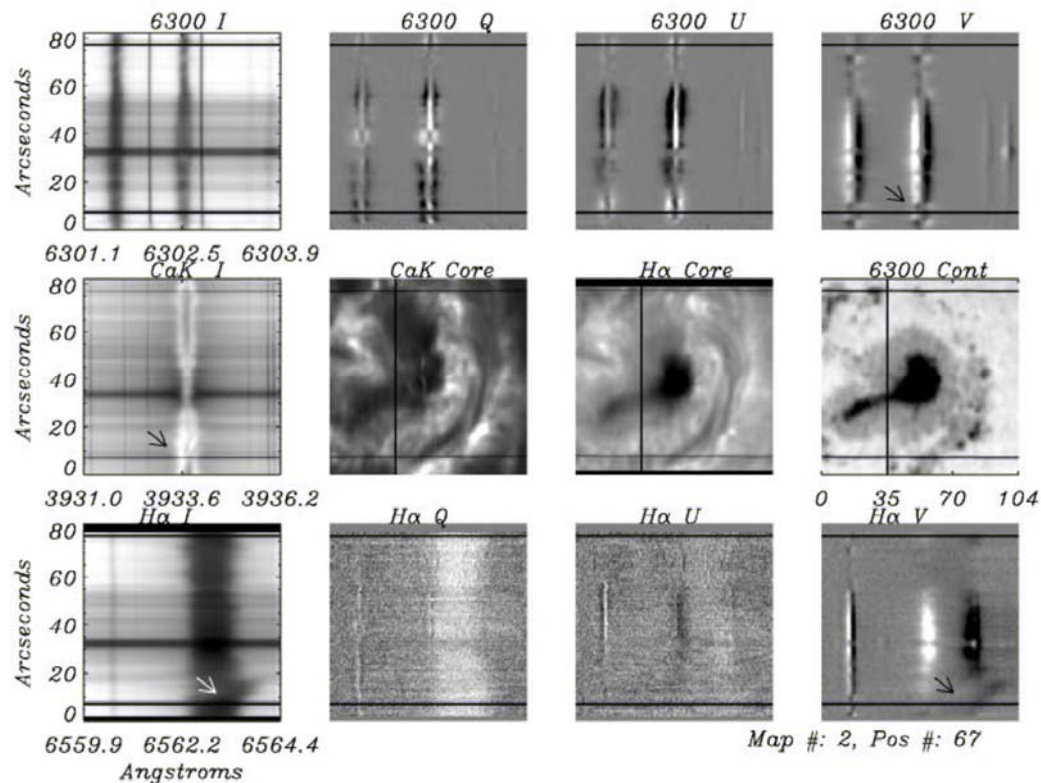 6300 I 6300 Q 6300 U 6300 V
80
60
40
20
0
Arcseconds
6301.1 6302.5 6303.9
CaK I CaK Core Hα Core 6300 Cont
80
60
40
20
0
Arcseconds
3931.0 3933.6 3936.2 0 35 70 104
Hα I Hα Q Hα U Hα V
80
60
40
20
0
Arcseconds
6559.9 6562.2 6564.4
Angstroms
Map #: 2, Pos #: 67